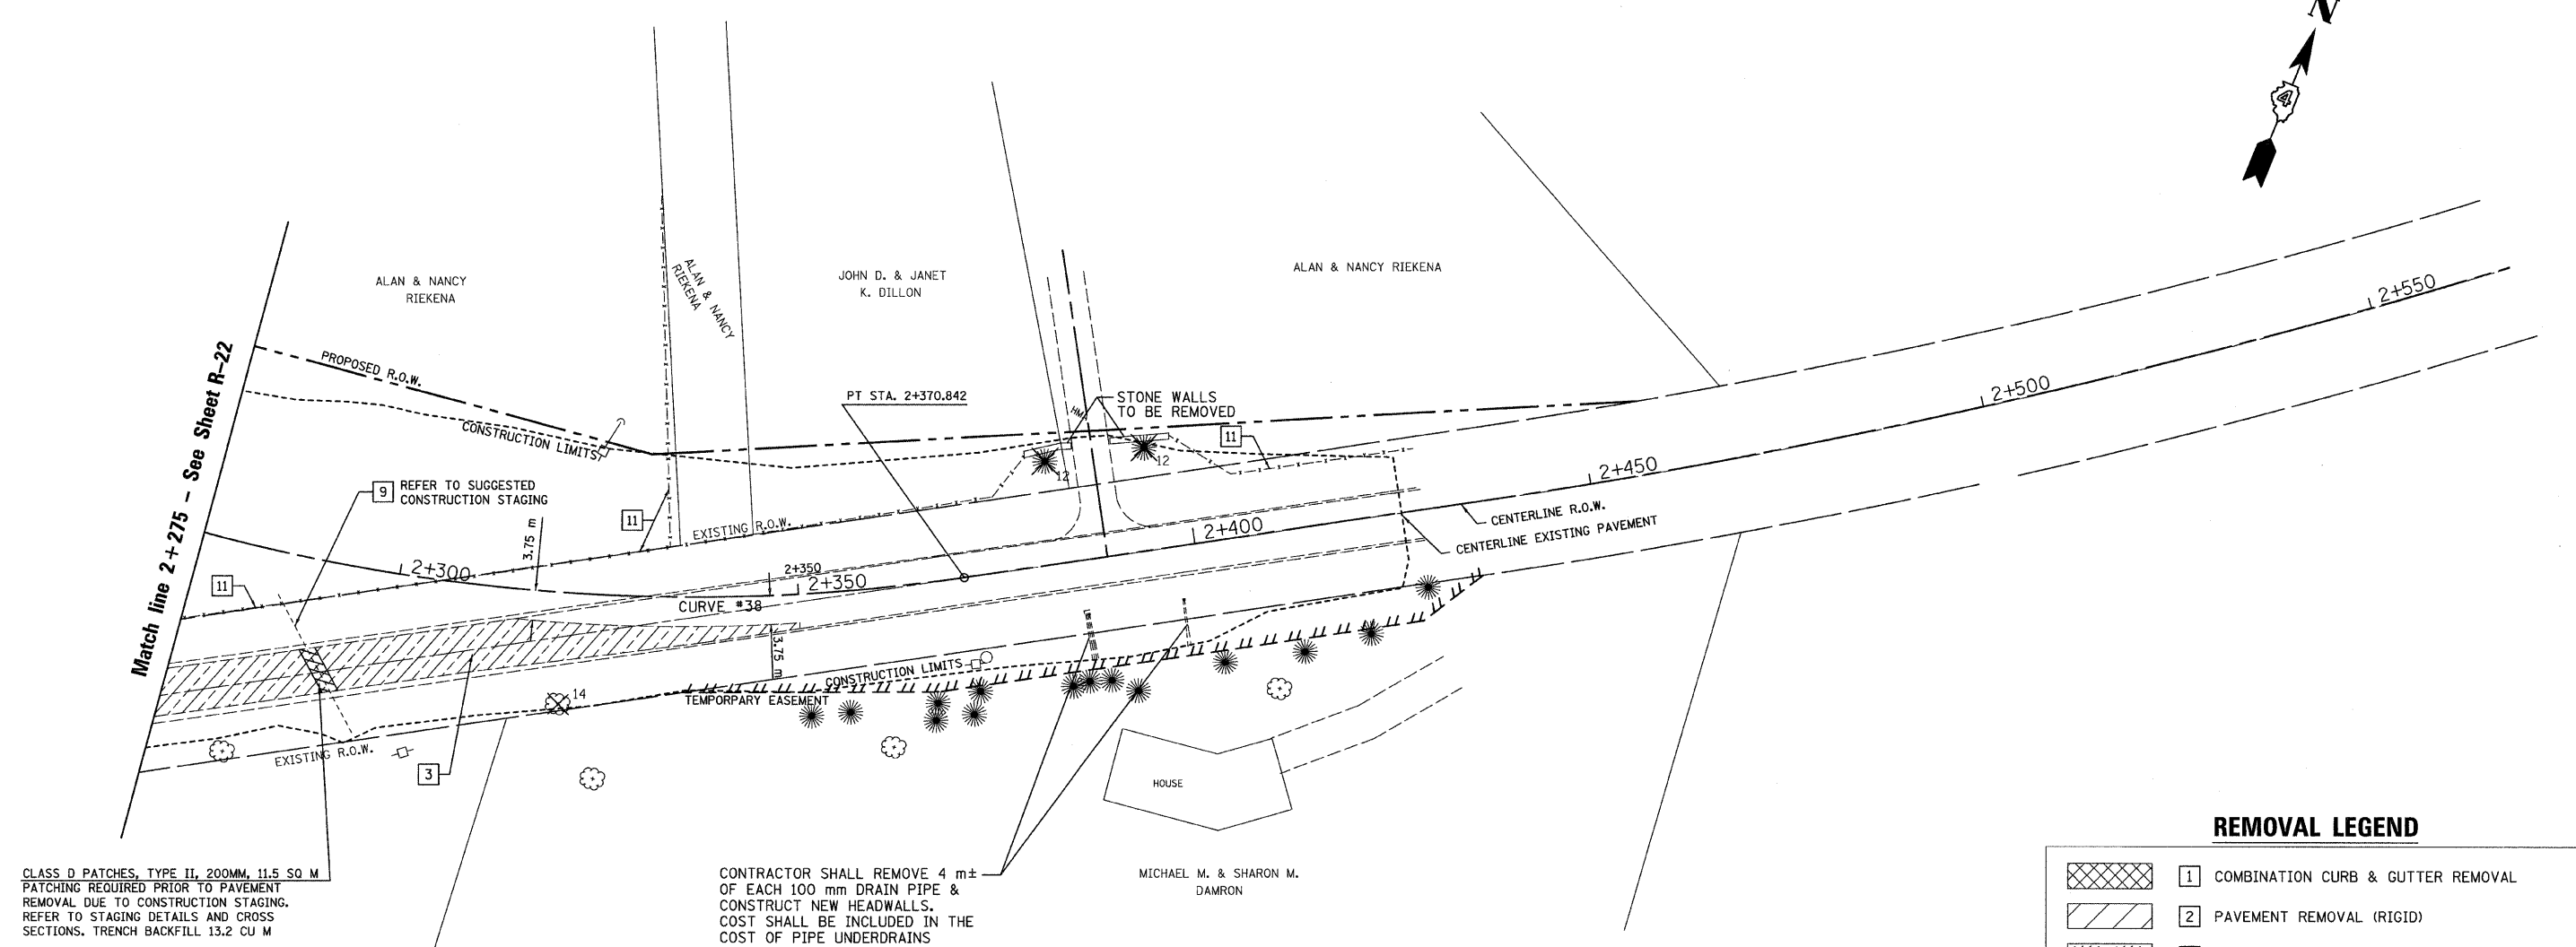 N
4
ALAN & NANCY
RIEKENA
ALAN & NANCY
RIEKENA
JOHN D. & JANET
K. DILLON
ALAN & NANCY RIEKENA
2+550
2+500
2+450
2+400
2+350
2+350
2+300
Match line 2+275 - See Sheet R-22
PROPOSED R.O.W.
CONSTRUCTION LIMITS
PT STA. 2+370.842
STONE WALLS
TO BE REMOVED
12
12
11
9
REFER TO SUGGESTED
CONSTRUCTION STAGING
3.75 m
11
EXISTING R.O.W.
CENTERLINE R.O.W.
CENTERLINE EXISTING PAVEMENT
11
CURVE #38
3.75 m
CONSTRUCTION LIMITS
TEMPORPARY EASEMENT
14
EXISTING R.O.W.
3
HOUSE
MICHAEL M. & SHARON M.
DAMRON
CLASS D PATCHES, TYPE II, 200MM, 11.5 SQ M
PATCHING REQUIRED PRIOR TO PAVEMENT
REMOVAL DUE TO CONSTRUCTION STAGING.
REFER TO STAGING DETAILS AND CROSS
SECTIONS. TRENCH BACKFILL 13.2 CU M
CONTRACTOR SHALL REMOVE 4 m±
OF EACH 100 mm DRAIN PIPE &
CONSTRUCT NEW HEADWALLS.
COST SHALL BE INCLUDED IN THE
COST OF PIPE UNDERDRAINS
REMOVAL LEGEND
1 COMBINATION CURB & GUTTER REMOVAL
2 PAVEMENT REMOVAL (RIGID)